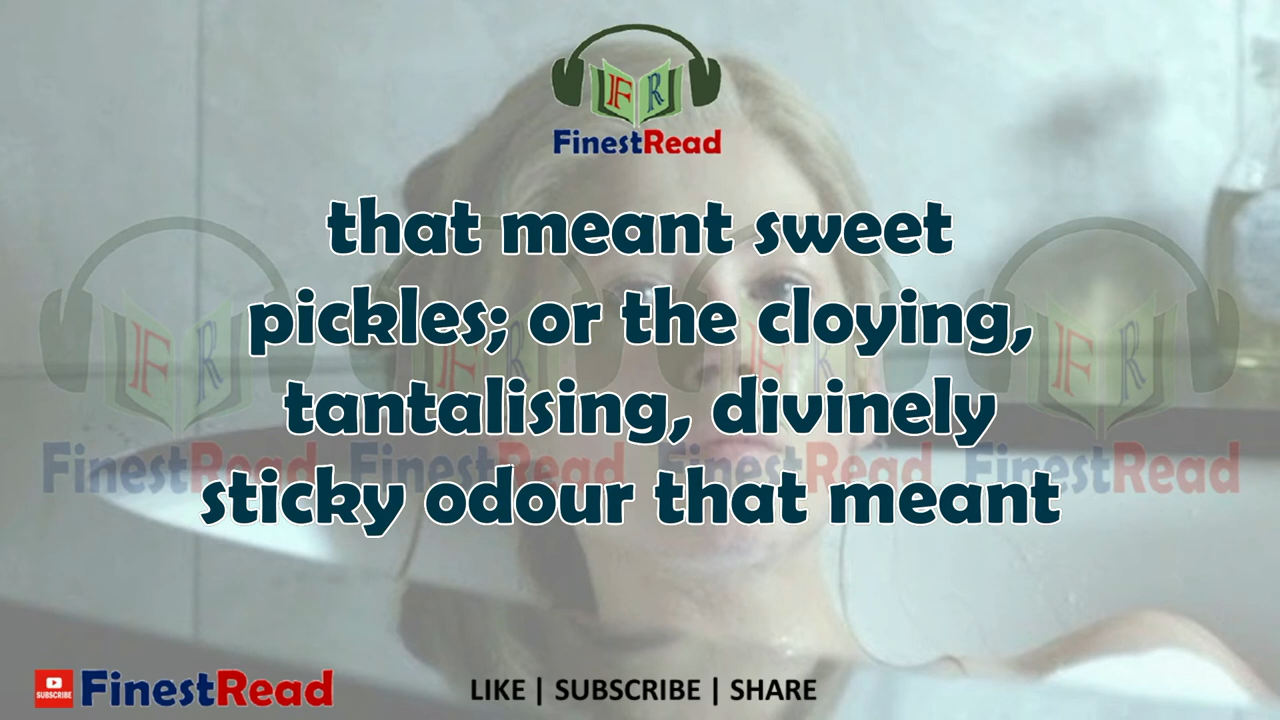 F R
FinestRead
that meant sweet
pickles; or the cloying,
tantalising, divinely
sticky odour that meant
F R
FinestRead
F R
FinestRead
F R
FinestRead
F R
FinestRead
SUBSCRIBE
FinestRead
LIKE | SUBSCRIBE | SHARE